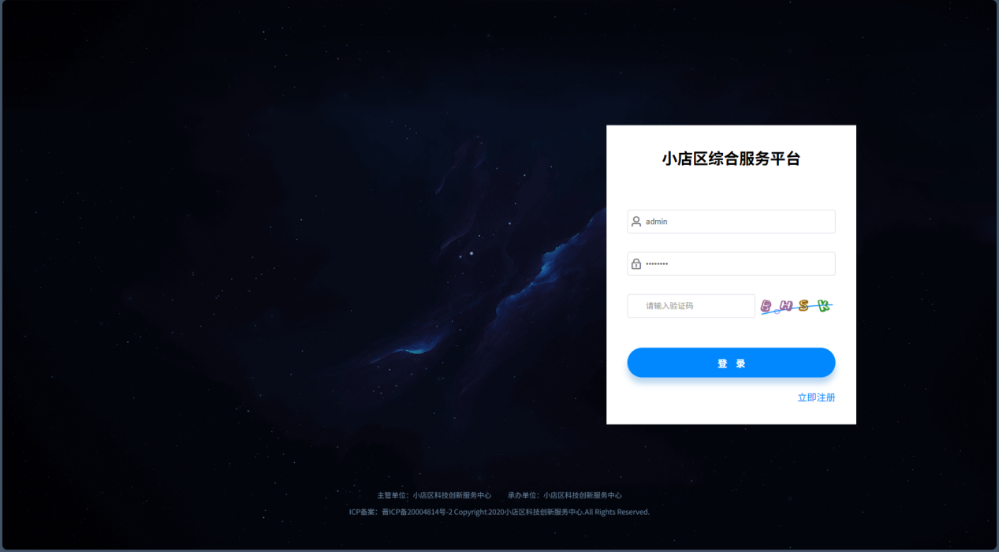 小店区综合服务平台
admin
••••••••
请输入验证码
BHSK
登 录
立即注册
主管单位：小店区科技创新服务中心 承办单位：小店区科技创新服务中心
ICP备案：晋ICP备20004814号-2 Copyright 2020小店区科技创新服务中心.All Rights Reserved.